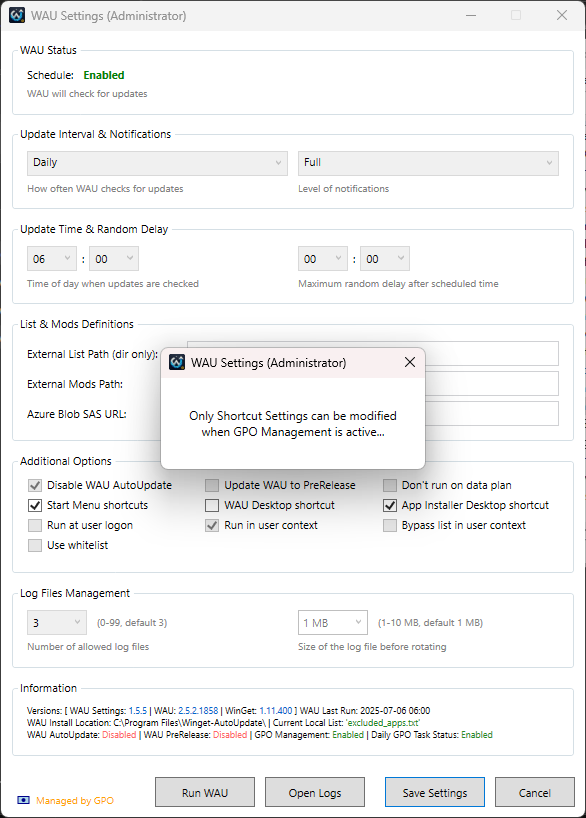 WAU Settings (Administrator)
WAU Status
Schedule: Enabled
WAU will check for updates
Update Interval & Notifications
Daily Full
How often WAU checks for updates Level of notifications
Update Time & Random Delay
06 : 00 00 : 00
Time of day when updates are checked Maximum random delay after scheduled time
List & Mods Definitions
External List Path (dir only):
External Mods Path:
Azure Blob SAS URL:
WAU Settings (Administrator)
Only Shortcut Settings can be modified
when GPO Management is active...
Additional Options
Disable WAU AutoUpdate Update WAU to PreRelease Don't run on data plan
Start Menu shortcuts WAU Desktop shortcut App Installer Desktop shortcut
Run at user logon Run in user context Bypass list in user context
Use whitelist
Log Files Management
3 (0-99, default 3) 1 MB (1-10 MB, default 1 MB)
Number of allowed log files Size of the log file before rotating
Information
Versions: [ WAU Settings: 1.5.5 | WAU: 2.5.2.1858 | WinGet: 1.11.400 ] WAU Last Run: 2025-07-06 06:00
WAU Install Location: C:\Program Files\Winget-AutoUpdate\ | Current Local List: 'excluded_apps.txt'
WAU AutoUpdate: Disabled | WAU PreRelease: Disabled | GPO Management: Enabled | Daily GPO Task Status: Enabled
Managed by GPO Run WAU Open Logs Save Settings Cancel